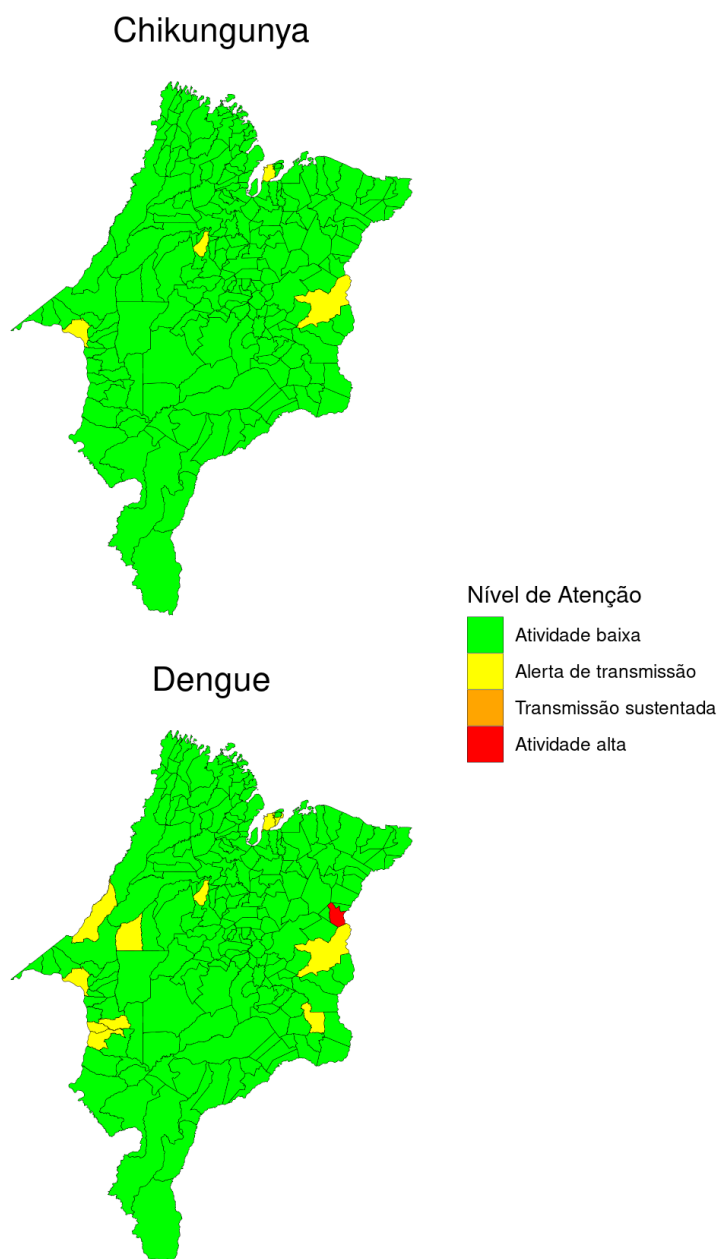 Chikungunya
Nível de Atenção
Atividade baixa
Alerta de transmissão
Transmissão sustentada
Atividade alta
Dengue